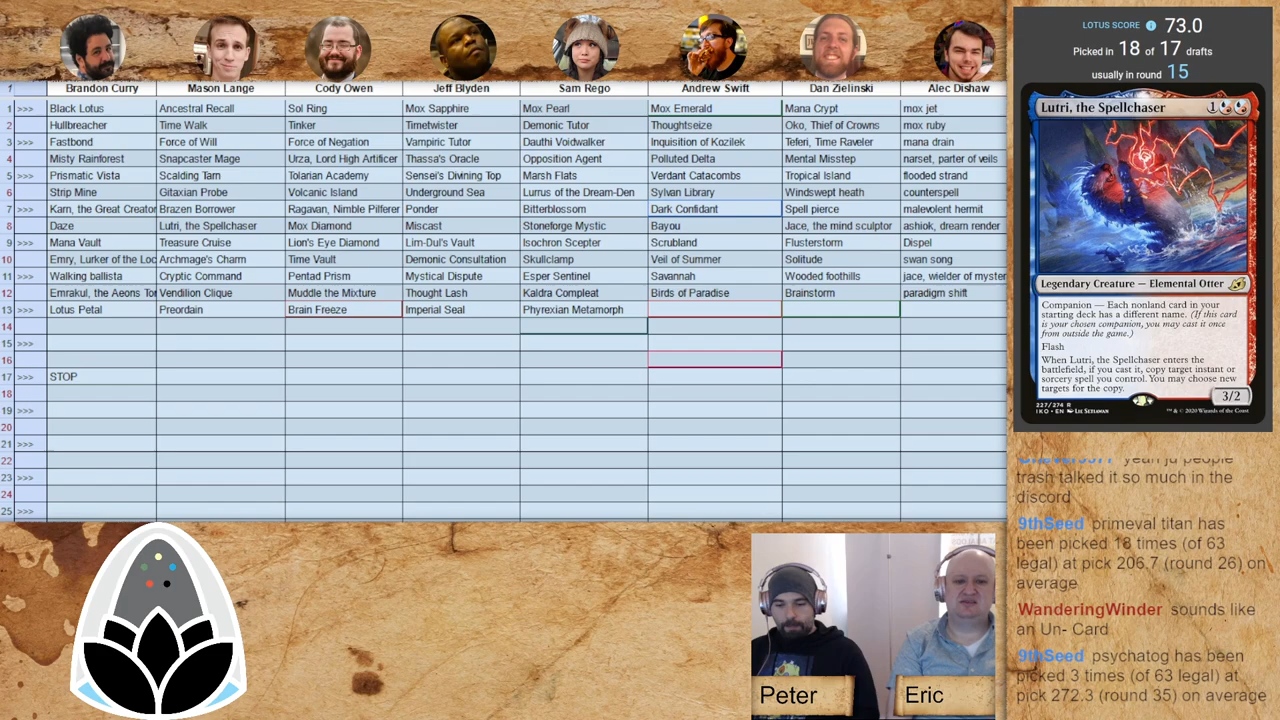 Brandon Curry Mason Lange Cody Owen Jeff Blyden Sam Rego Andrew Swift Dan Zielinski Alec Dishaw
1 >>> Black Lotus Ancestral Recall Sol Ring Mox Sapphire Mox Pearl Mox Emerald Mana Crypt mox jet
2 Hullbreacher Time Walk Tinker Timetwister Demonic Tutor Thoughtseize Oko, Thief of Crowns mox ruby
3 >>> Fastbond Force of Will Force of Negation Vampiric Tutor Dauthi Voidwalker Inquisition of Kozilek Teferi, Time Raveler mana drain
4 Misty Rainforest Snapcaster Mage Urza, Lord High Artificer Thassa's Oracle Opposition Agent Polluted Delta Mental Misstep narset, parter of veils
5 >>> Prismatic Vista Scalding Tarn Tolarian Academy Sensei's Divining Top Marsh Flats Verdant Catacombs Tropical Island flooded strand
6 Strip Mine Gitaxian Probe Volcanic Island Underground Sea Lurrus of the Dream-Den Sylvan Library Windswept heath counterspell
7 >>> Karn, the Great Creator Brazen Borrower Ragavan, Nimble Pilferer Ponder Bitterblossom Dark Confidant Spell pierce malevolent hermit
8 Daze Lutri, the Spellchaser Mox Diamond Miscast Stoneforge Mystic Bayou Jace, the mind sculptor ashiok, dream render
9 >>> Mana Vault Treasure Cruise Lion's Eye Diamond Lim-Dul's Vault Isochron Scepter Scrubland Flusterstorm Dispel
10 Emry, Lurker of the Loc Archmage's Charm Time Vault Demonic Consultation Skullclamp Veil of Summer Solitude swan song
11 >>> Walking ballista Cryptic Command Pentad Prism Mystical Dispute Esper Sentinel Savannah Wooded foothills jace, wielder of myster
12 Emrakul, the Aeons Tor Vendilion Clique Muddle the Mixture Thought Lash Kaldra Compleat Birds of Paradise Brainstorm paradigm shift
13 >>> Lotus Petal Preordain Brain Freeze Imperial Seal Phyrexian Metamorph
14
15 >>>
16
17 >>> STOP
18
19 >>>
20
21 >>>
22
23 >>>
24
25 >>>
LOTUS SCORE 73.0
Picked in 18 of 17 drafts
usually in round 15
Lutri, the Spellchaser 1
Legendary Creature — Elemental Otter
Companion — Each nonland card in your
starting deck has a different name. (If this card
is your chosen companion, you may cast it once
from outside the game.)
Flash
When Lutri, the Spellchaser enters the
battlefield, if you cast it, copy target instant or
sorcery spell you control. You may choose new
targets for the copy.
3/2
227/274 R
IKO • EN Lie Setiawan ™ & © 2020 Wizards of the Coast
yeah ju people
trash talked it so much in the
discord
9thSeed primeval titan has
been picked 18 times (of 63
legal) at pick 206.7 (round 26) on
average
WanderingWinder sounds like
an Un- Card
9thSeed psychatog has been
picked 3 times (of 63 legal) at
pick 272.3 (round 35) on average
Peter
Eric